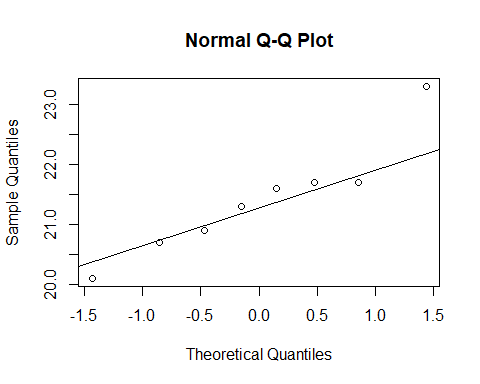 Normal Q-Q Plot
Sample Quantiles
23.0
22.0
21.0
20.0
-1.5 -1.0 -0.5 0.0 0.5 1.0 1.5
Theoretical Quantiles